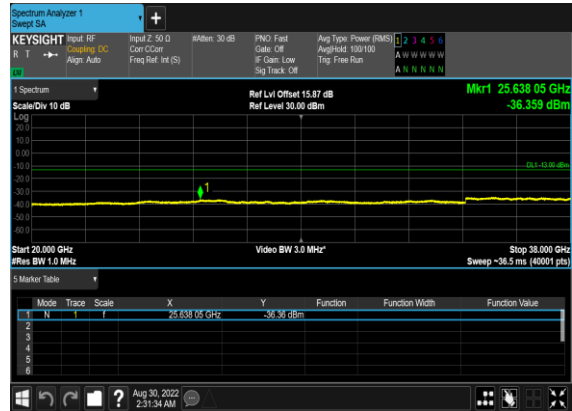 Spectrum Analyzer 1
Swept SA
+
KEYSIGHT Input: RF Input Z: 50 Ω #Atten: 30 dB PNO: Fast Avg Type: Power (RMS) 1 2 3 4 5 6
R T Coupling: DC Corr CCorr Gate: Off Avg|Hold: 100/100 A W W W W W
Align: Auto Freq Ref: Int (S) IF Gain: Low Trig: Free Run
LW Sig Track: Off A N N N N N
1 Spectrum Ref Lvl Offset 15.87 dB Mkr1 25.638 05 GHz
Scale/Div 10 dB Ref Level 30.00 dBm -36.359 dBm
Log
20.0
10.0
0.00
-10.0 DL1 -13.00 dBm
-20.0
-30.0 1
-40.0
-50.0
-60.0
Start 20.000 GHz Video BW 3.0 MHz* Stop 38.000 GHz
#Res BW 1.0 MHz Sweep ~36.5 ms (40001 pts)
5 Marker Table
Mode Trace Scale X Y Function Function Width Function Value
1 N 1 f 25.638 05 GHz -36.36 dBm
2
3
4
5
6
? Aug 30, 2022
2:31:34 AM